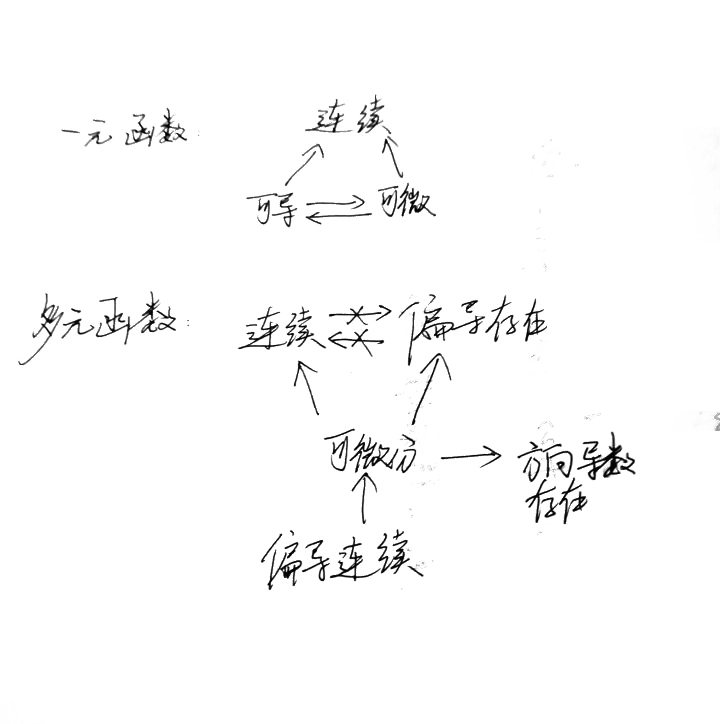 一元函数: 连续
可导 可微
多元函数: 连续 偏导存在
可微分 方向导数
存在
偏导连续